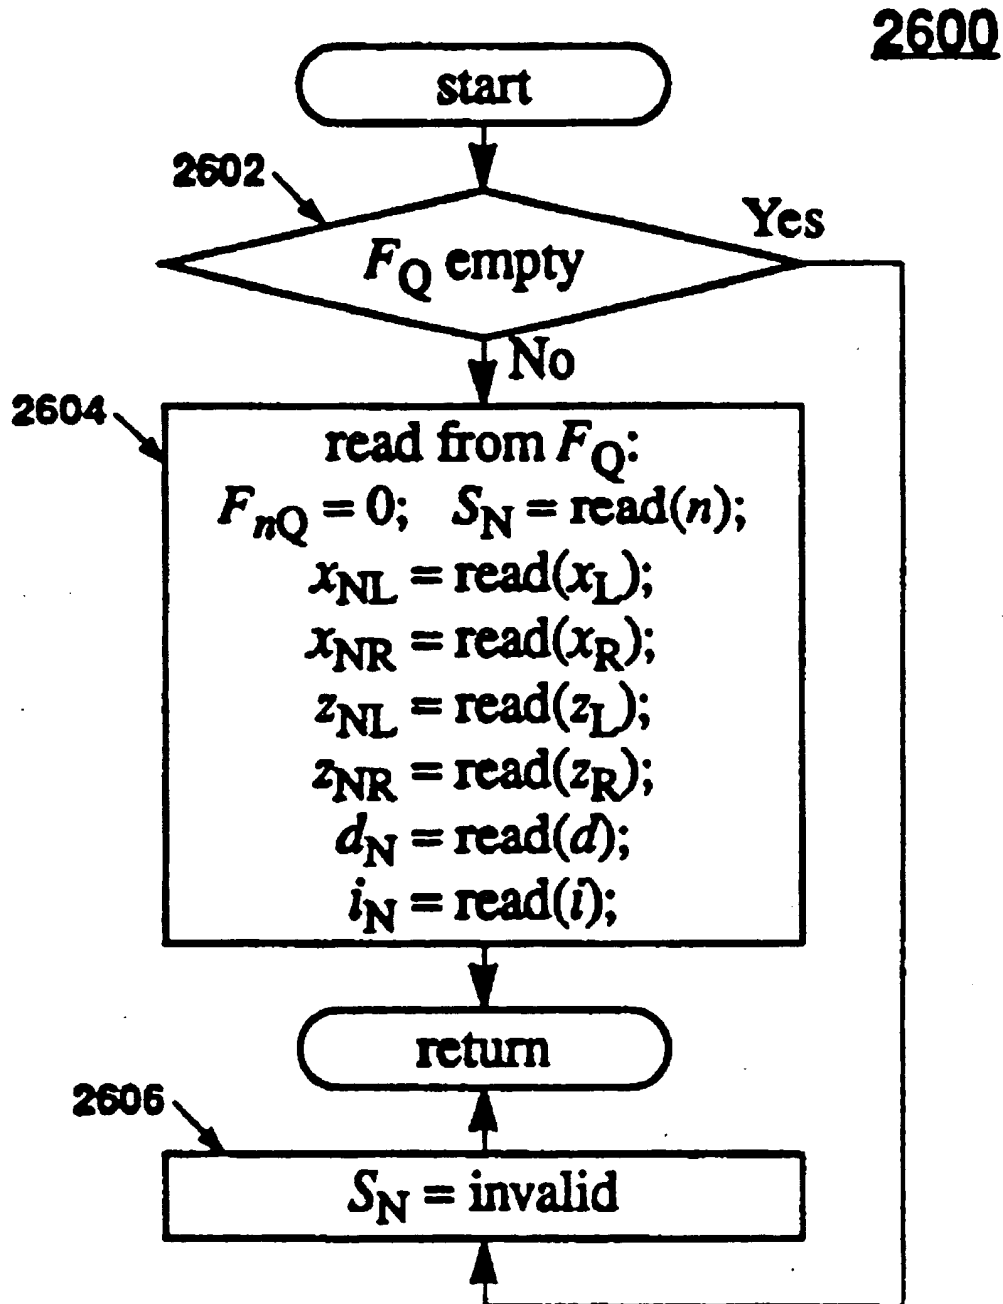 2600
start
2602
Yes
F_Q empty
No
2604
read from F_Q:
F_nQ = 0; S_N = read(n);
x_NL = read(x_L);
x_NR = read(x_R);
z_NL = read(z_L);
z_NR = read(z_R);
d_N = read(d);
i_N = read(i);
return
2606
S_N = invalid